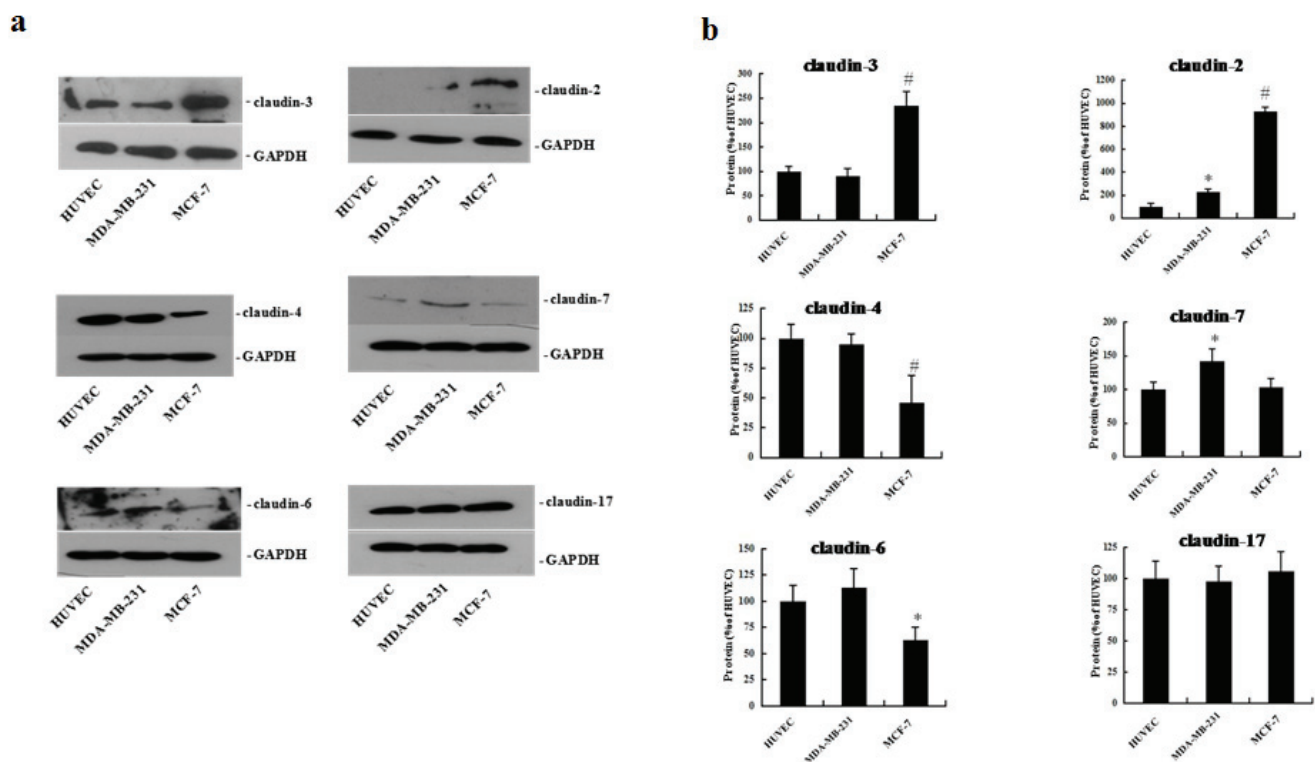 a
-claudin-3
-GAPDH
HUVEC
MDA-MB-231
MCF-7
-claudin-2
-GAPDH
HUVEC
MDA-MB-231
MCF-7
-claudin-4
-GAPDH
HUVEC
MDA-MB-231
MCF-7
-claudin-7
-GAPDH
HUVEC
MDA-MB-231
MCF-7
-claudin-6
-GAPDH
HUVEC
MDA-MB-231
MCF-7
-claudin-17
-GAPDH
HUVEC
MDA-MB-231
MCF-7
b
claudin-3
Protein (% of HUVEC)
300
250
200
150
100
50
0
#
HUVEC
MDA-MB-231
MCF-7
claudin-2
Protein (% of HUVEC)
1200
1000
800
600
400
200
0
*
#
HUVEC
MDA-MB-231
MCF-7
claudin-4
Protein (% of HUVEC)
125
100
75
50
25
0
#
HUVEC
MDA-MB-231
MCF-7
claudin-7
Protein (% of HUVEC)
200
150
100
50
0
*
HUVEC
MDA-MB-231
MCF-7
claudin-6
Protein (% of HUVEC)
150
125
100
75
50
25
0
*
HUVEC
MDA-MB-231
MCF-7
claudin-17
Protein (% of HUVEC)
125
100
75
50
25
0
HUVEC
MDA-MB-231
MCF-7